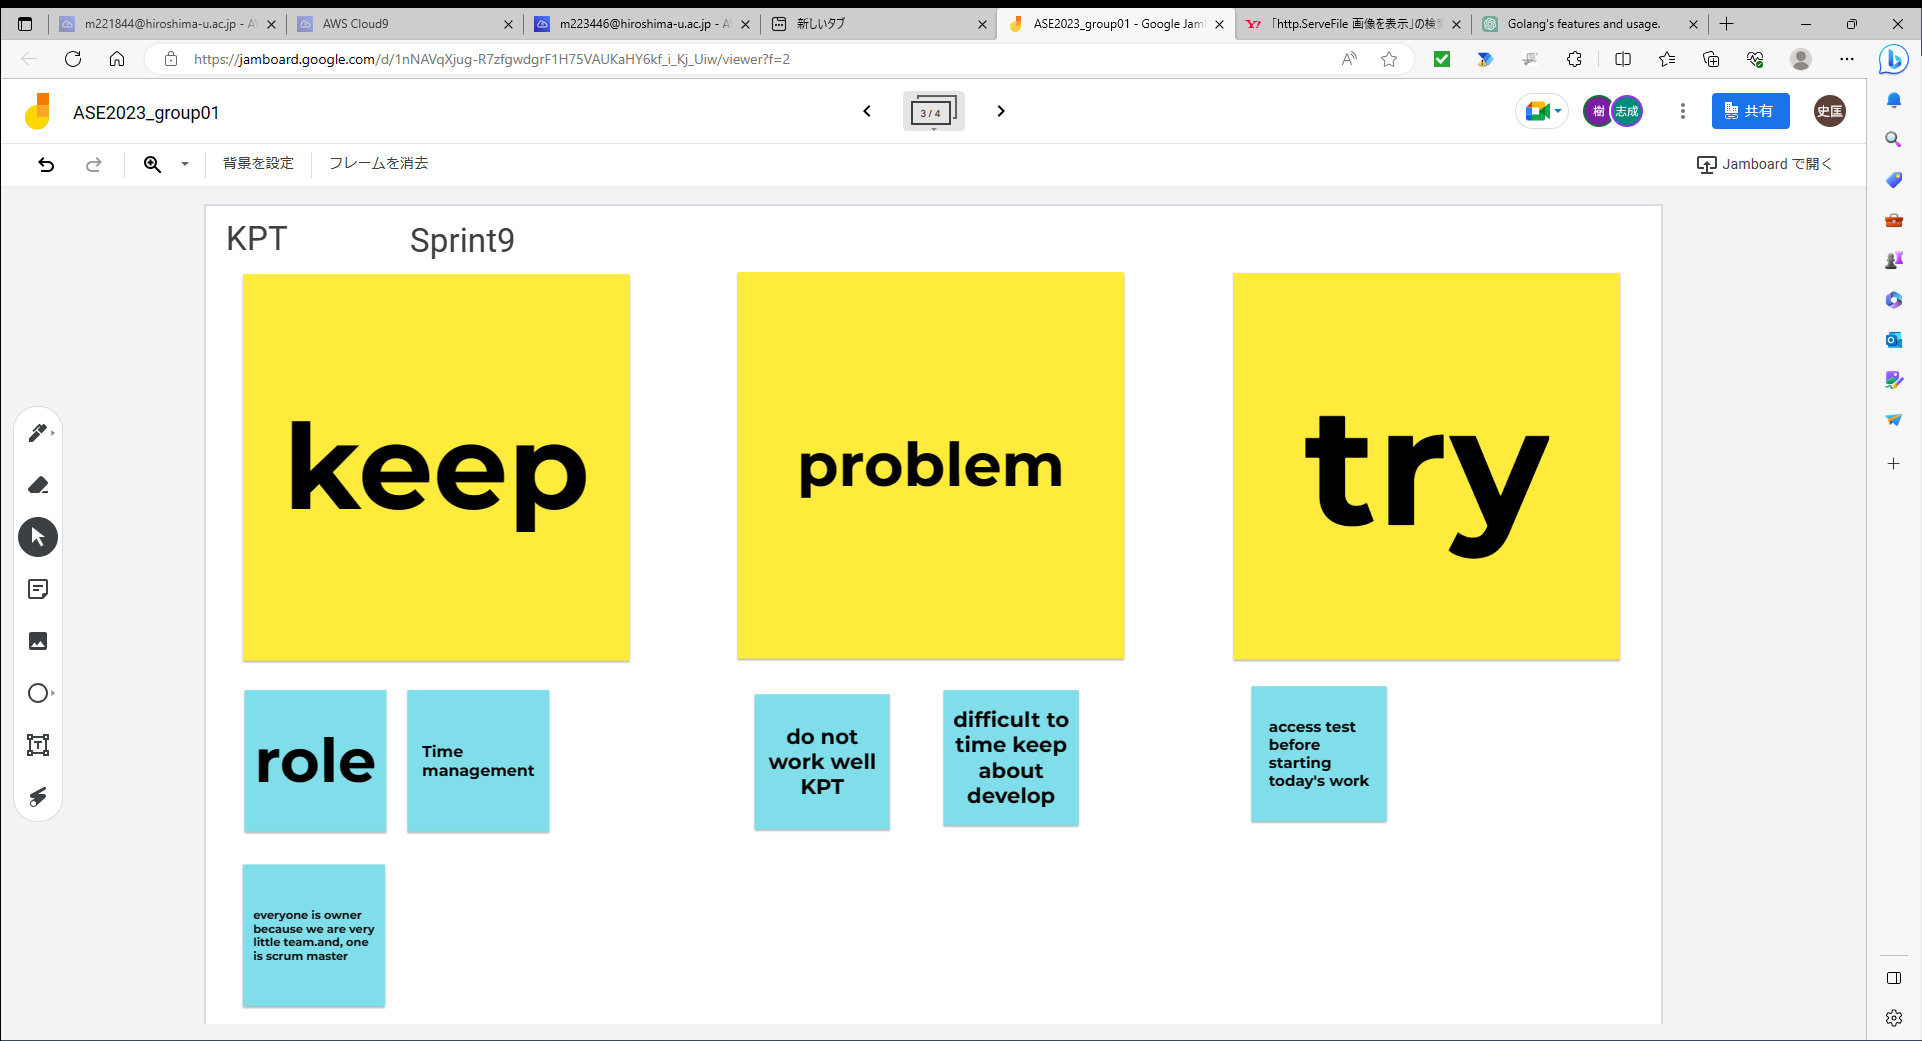 m221844@hiroshima-u.ac.jp - A
AWS Cloud9
m223446@hiroshima-u.ac.jp - A
新しいタブ
ASE2023_group01 - Google Jam
「http.ServeFile 画像を表示」の検
Golang's features and usage.
https://jamboard.google.com/d/1nNAVqXjug-R7zfgwdgrF1H75VAUKaHY6kf_i_Kj_Uiw/viewer?f=2
ASE2023_group01
3 / 4
樹
志成
共有
史匡
背景を設定
フレームを消去
Jamboard で開く
KPT
Sprint9
keep
problem
try
role
Time
management
do not
work well
KPT
difficult to
time keep
about
develop
access test
before
starting
today's work
everyone is owner
because we are very
little team.and, one
is scrum master